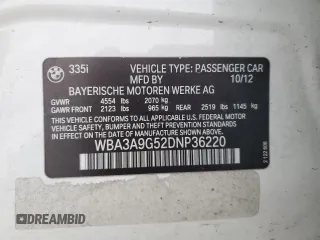 335i
VEHICLE TYPE: PASSENGER CAR
MFD BY 10/12
BAYERISCHE MOTOREN WERKE AG
GVWR 4554 lbs 2070 kg
GAWR FRONT 2123 lbs 965 kg REAR 2519 lbs 1145 kg
THIS VEHICLE CONFORMS TO ALL APPLICABLE
FEDERAL MOTOR VEHICLE SAFETY, BUMPER AND THEFT
PREVENTION STANDARDS IN EFFECT ON THE DATE
OF MANUFACTURE SHOWN ABOVE
WBA3A9G52DNP36220
DREAMBID